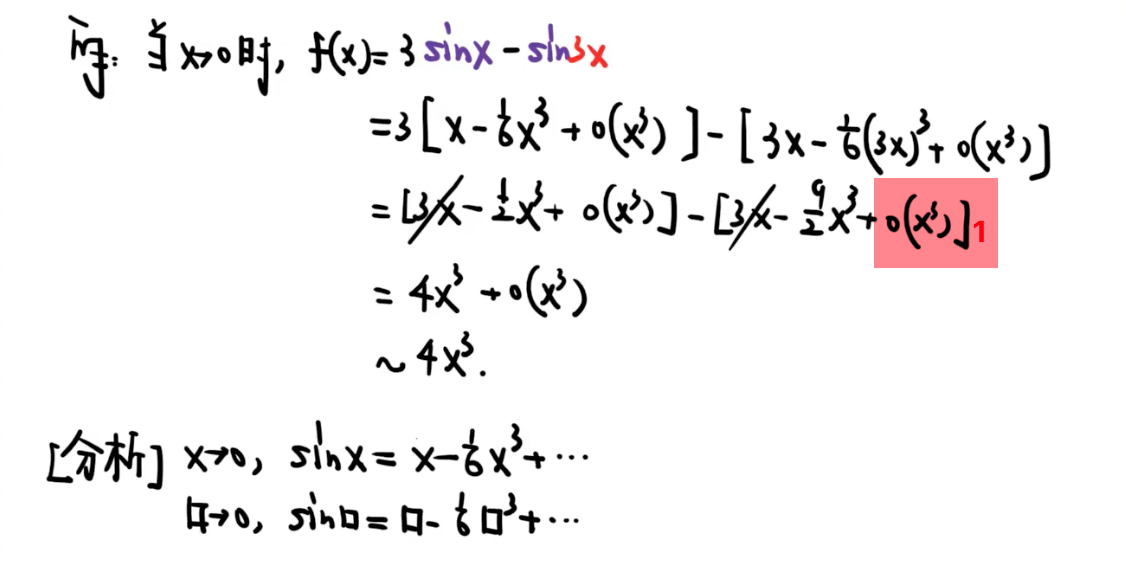 解: 当 x→0 时, f(x)= 3 sinx - sin3x
=3[x-1/6x³+o(x³)]-[3x-1/6(3x)³+o(x³)]
=[3x-1/2x³+o(x³)]-[3x-9/2x³+o(x³)]1
= 4x³+o(x³)
~ 4x³.
[分析] x→0, sinx= x-1/6x³+⋯
□→0, sin□=□-1/6□³+⋯